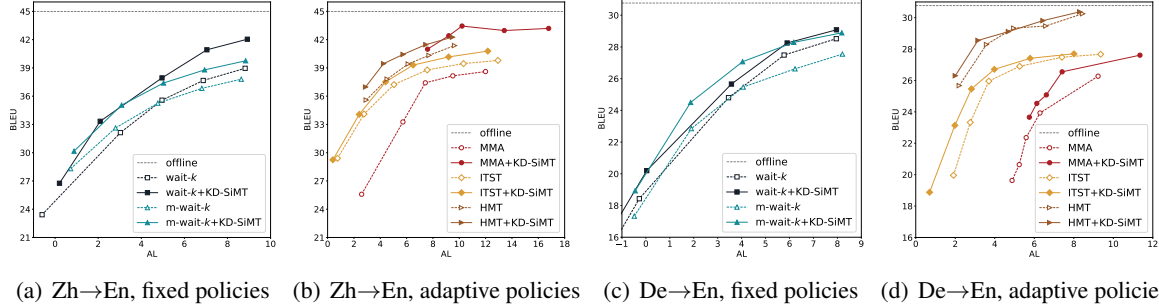 BLEU
45
42
39
36
33
30
27
24
21
0
2
4
6
8
10
AL
offline
wait-k
wait-k+KD-SiMT
m-wait-k
m-wait-k+KD-SiMT
(a) Zh→En, fixed policies
BLEU
45
42
39
36
33
30
27
24
21
0
2
4
6
8
10
12
14
16
18
AL
offline
MMA
MMA+KD-SiMT
ITST
ITST+KD-SiMT
HMT
HMT+KD-SiMT
(b) Zh→En, adaptive policies
BLEU
30
28
26
24
22
20
18
16
−1
0
1
2
3
4
5
6
7
8
9
AL
offline
wait-k
wait-k+KD-SiMT
m-wait-k
m-wait-k+KD-SiMT
(c) De→En, fixed policies
BLEU
30
28
26
24
22
20
18
16
0
2
4
6
8
10
12
AL
offline
MMA
MMA+KD-SiMT
ITST
ITST+KD-SiMT
HMT
HMT+KD-SiMT
(d) De→En, adaptive policie